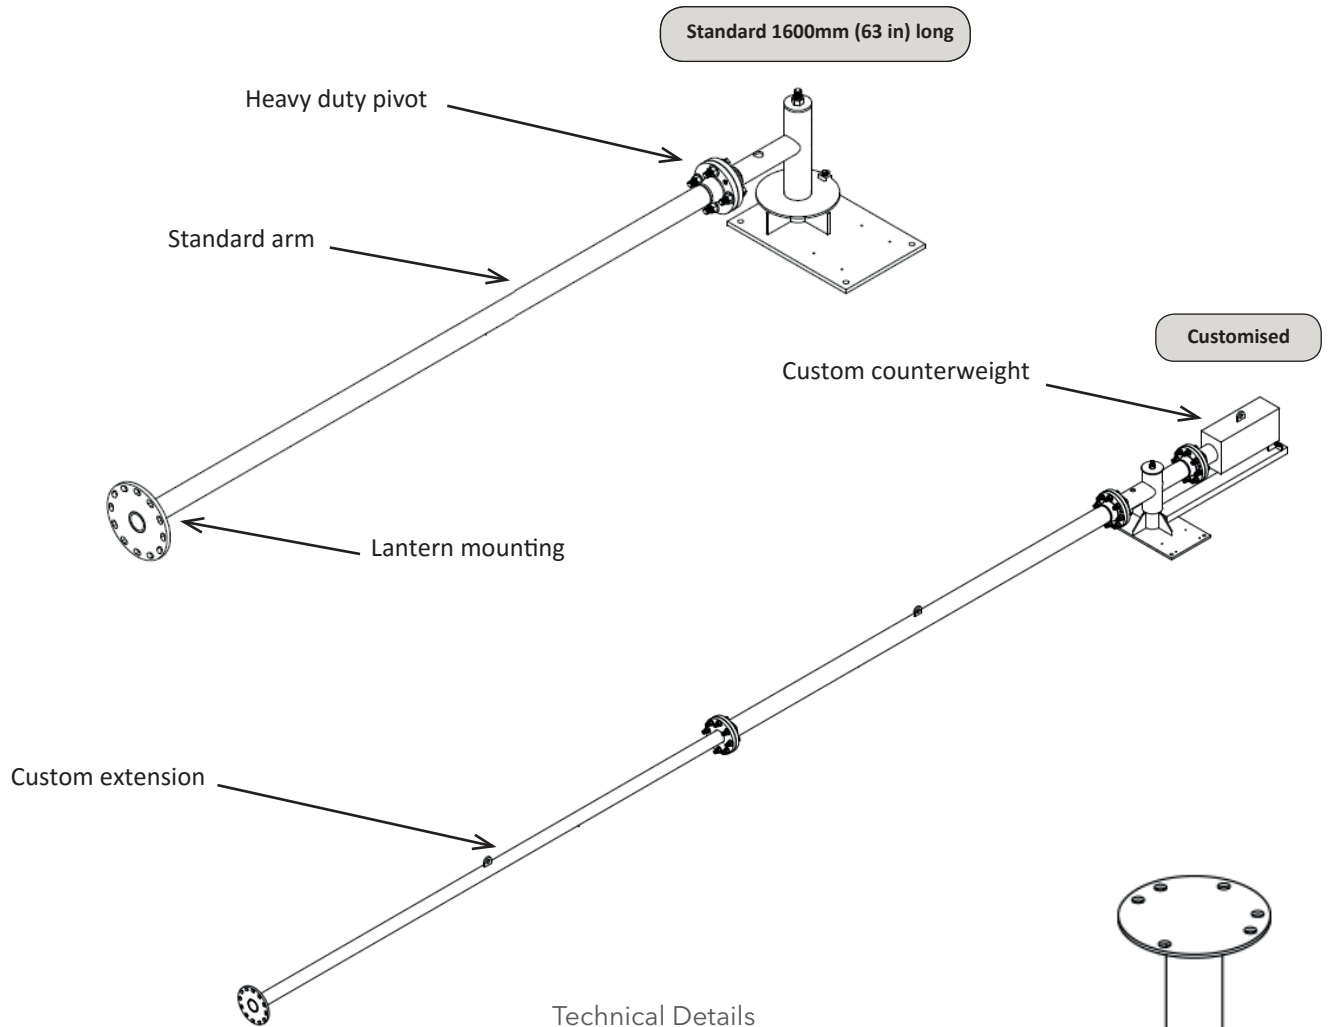 Standard 1600mm (63 in) long
Heavy duty pivot
Standard arm
Customised
Custom counterweight
Lantern mounting
Custom extension
Technical Details